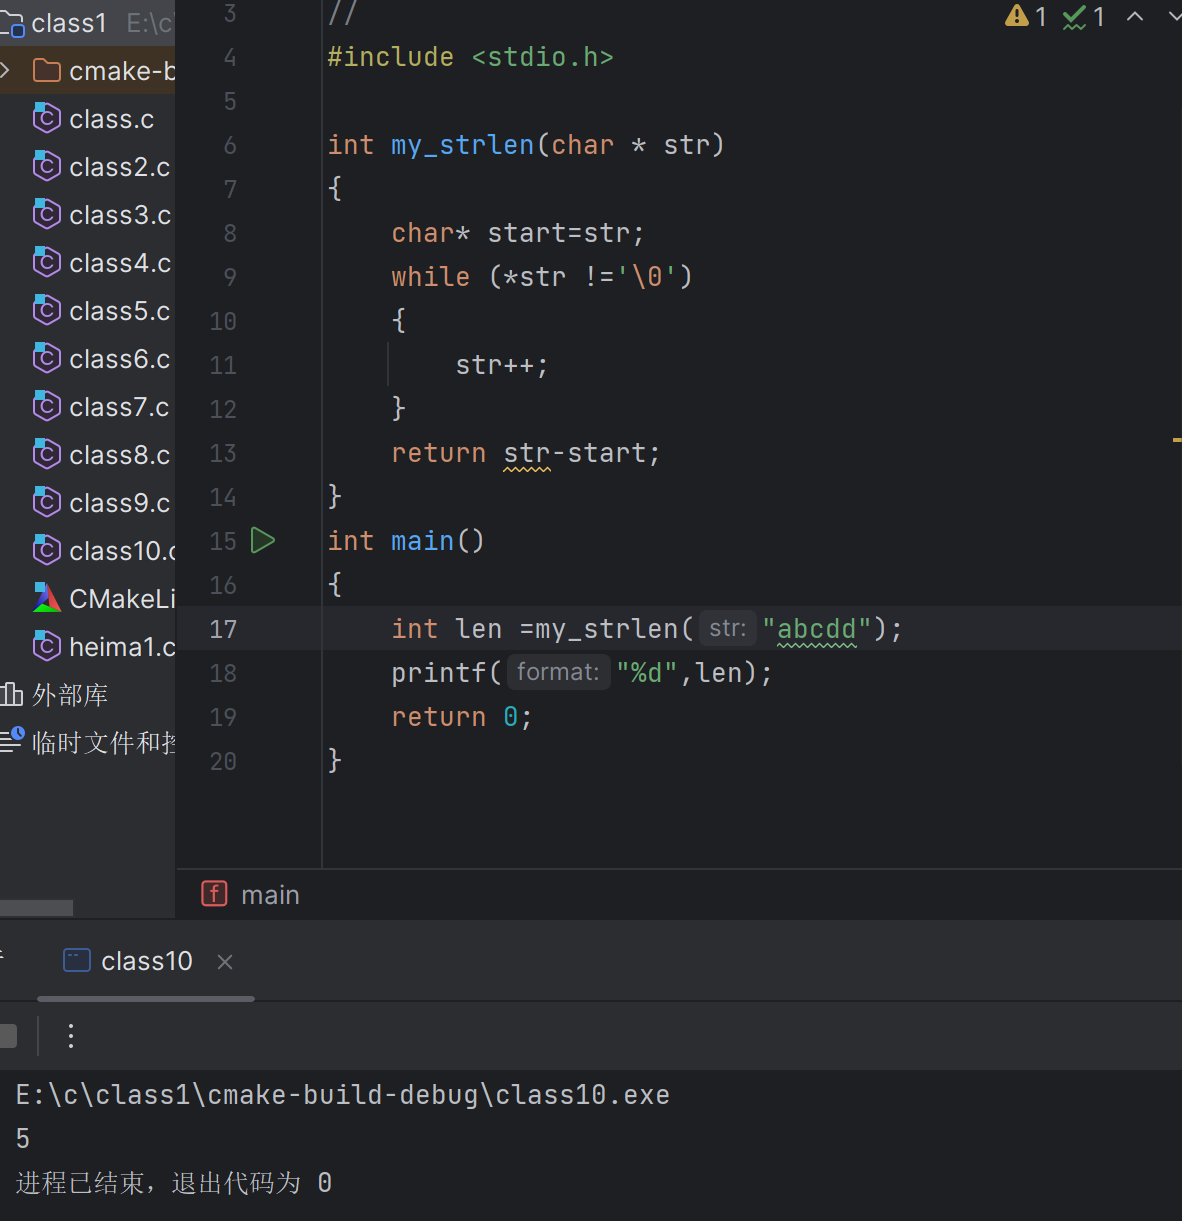 class1 E:\c
cmake-b
class.c
class2.c
class3.c
class4.c
class5.c
class6.c
class7.c
class8.c
class9.c
class10.c
CMakeLi
heima1.c
外部库
临时文件和控
1 1
3 //
4 #include <stdio.h>
5
6 int my_strlen(char * str)
7 {
8 char* start=str;
9 while (*str !='\0')
10 {
11 str++;
12 }
13 return str-start;
14 }
15 int main()
16 {
17 int len =my_strlen( str: "abcdd");
18 printf( format: "%d",len);
19 return 0;
20 }
f main
class10
E:\c\class1\cmake-build-debug\class10.exe
5
进程已结束，退出代码为 0